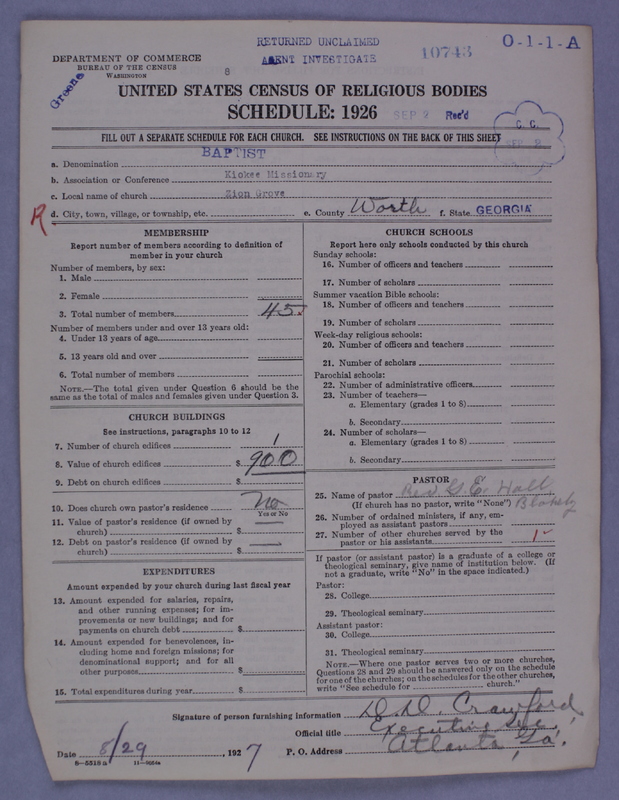 RETURNED UNCLAIMED
AGENT INVESTIGATE
10743
O-1-1-A
DEPARTMENT OF COMMERCE
BUREAU OF THE CENSUS
WASHINGTON
Greene
8
UNITED STATES CENSUS OF RELIGIOUS BODIES
SCHEDULE: 1926
SEP 2 Rec'd
C. C.
SEP 2
FILL OUT A SEPARATE SCHEDULE FOR EACH CHURCH. SEE INSTRUCTIONS ON THE BACK OF THIS SHEET
a. Denomination BAPTIST
b. Association or Conference Kiokee Missionary
c. Local name of church Zion Grove
R d. City, town, village, or township, etc. e. County Worth f. State GEORGIA
MEMBERSHIP
Report number of members according to definition of
member in your church
Number of members, by sex:
1. Male
2. Female
3. Total number of members 45
Number of members under and over 13 years old:
4. Under 13 years of age
5. 13 years old and over
6. Total number of members
NOTE.—The total given under Question 6 should be the
same as the total of males and females given under Question 3.
CHURCH BUILDINGS
See instructions, paragraphs 10 to 12
7. Number of church edifices 1
8. Value of church edifices $ 900
9. Debt on church edifices $
10. Does church own pastor's residence No
Yes or No
11. Value of pastor's residence (if owned by
church) $ —
12. Debt on pastor's residence (if owned by
church) $ —
EXPENDITURES
Amount expended by your church during last fiscal year
13. Amount expended for salaries, repairs,
and other running expenses; for im-
provements or new buildings; and for
payments on church debt $
14. Amount expended for benevolences, in-
cluding home and foreign missions; for
denominational support; and for all
other purposes $
15. Total expenditures during year $
CHURCH SCHOOLS
Report here only schools conducted by this church
Sunday schools:
16. Number of officers and teachers
17. Number of scholars
Summer vacation Bible schools:
18. Number of officers and teachers
19. Number of scholars
Week-day religious schools:
20. Number of officers and teachers
21. Number of scholars
Parochial schools:
22. Number of administrative officers
23. Number of teachers—
a. Elementary (grades 1 to 8)
b. Secondary
24. Number of scholars—
a. Elementary (grades 1 to 8)
b. Secondary
PASTOR
25. Name of pastor Rev G. E. Hall
(If church has no pastor, write "None")
26. Number of ordained ministers, if any, em-
ployed as assistant pastors
27. Number of other churches served by the
pastor or his assistants 1
If pastor (or assistant pastor) is a graduate of a college or
theological seminary, give name of institution below. (If
not a graduate, write "No" in the space indicated.)
Pastor:
28. College
29. Theological seminary
Assistant pastor:
30. College
31. Theological seminary
NOTE.—Where one pastor serves two or more churches,
Questions 28 and 29 should be answered only on the schedule
for one of the churches; on the schedules for the other churches,
write "See schedule for church."
Signature of person furnishing information D. D. Crawford,
Official title Executive Sec.,
Date 8/29, 1927 P. O. Address Atlanta, Ga.
8—5318a